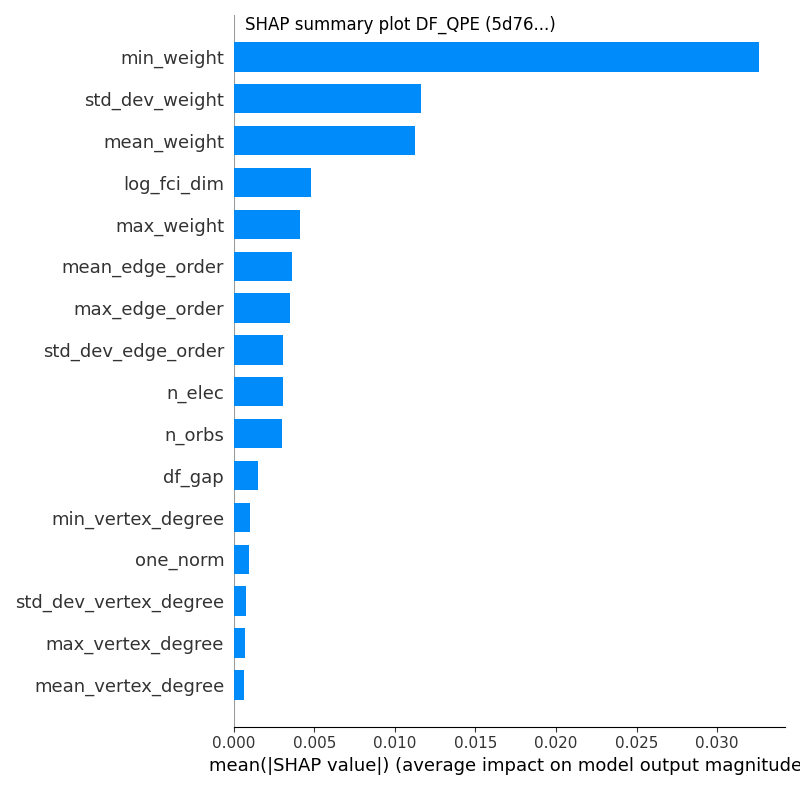 SHAP summary plot DF_QPE (5d76...)
min_weight
std_dev_weight
mean_weight
log_fci_dim
max_weight
mean_edge_order
max_edge_order
std_dev_edge_order
n_elec
n_orbs
df_gap
min_vertex_degree
one_norm
std_dev_vertex_degree
max_vertex_degree
mean_vertex_degree
0.000 0.005 0.010 0.015 0.020 0.025 0.030
mean(|SHAP value|) (average impact on model output magnitude